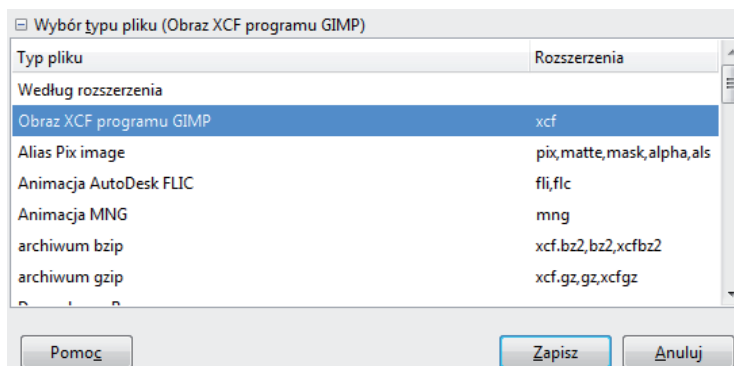 Wybór typu pliku (Obraz XCF programu GIMP)
Typ pliku Rozszerzenia
Według rozszerzenia
Obraz XCF programu GIMP xcf
Alias Pix image pix,matte,mask,alpha,als
Animacja AutoDesk FLIC fli,flc
Animacja MNG mng
archiwum bzip xcf.bz2,bz2,xcfbz2
archiwum gzip xcf.gz,gz,xcfgz
Pomoc Zapisz Anuluj